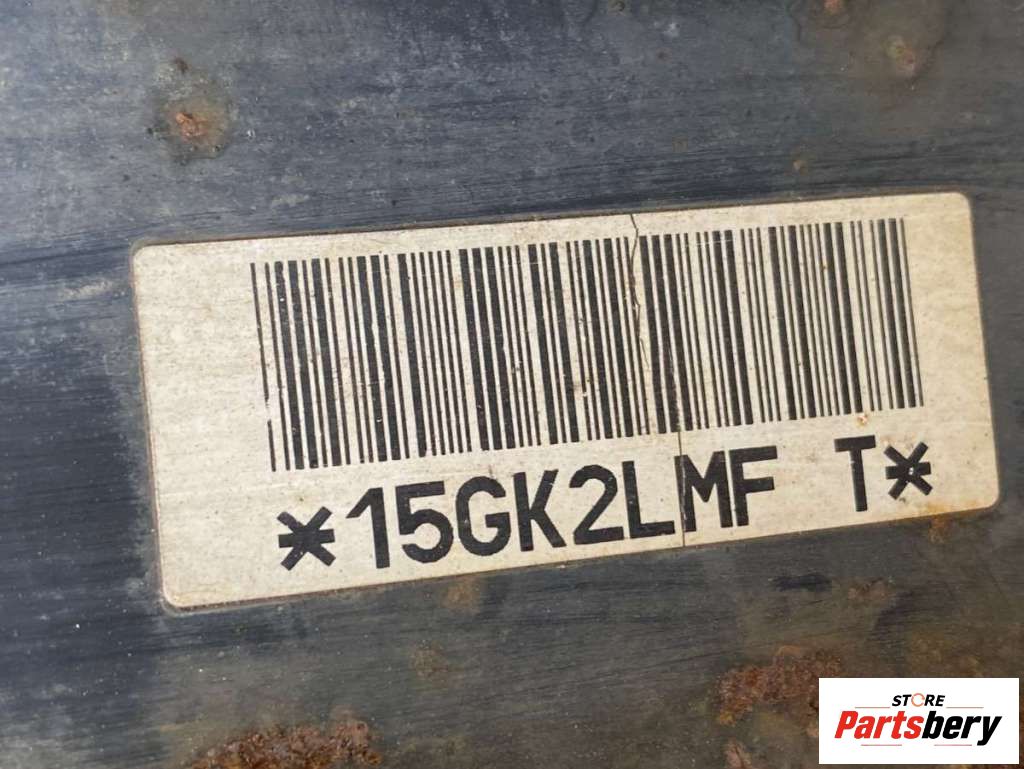 *15GK2LMF T*
STORE
Partsbery